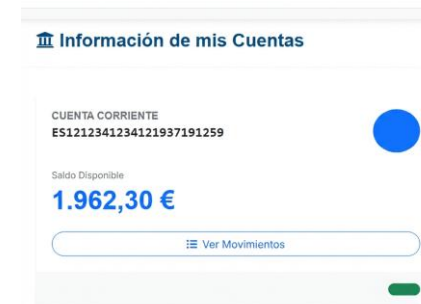 Información de mis Cuentas
CUENTA CORRIENTE
ES1212341234121937191259
Saldo Disponible
1.962,30 €
Ver Movimientos